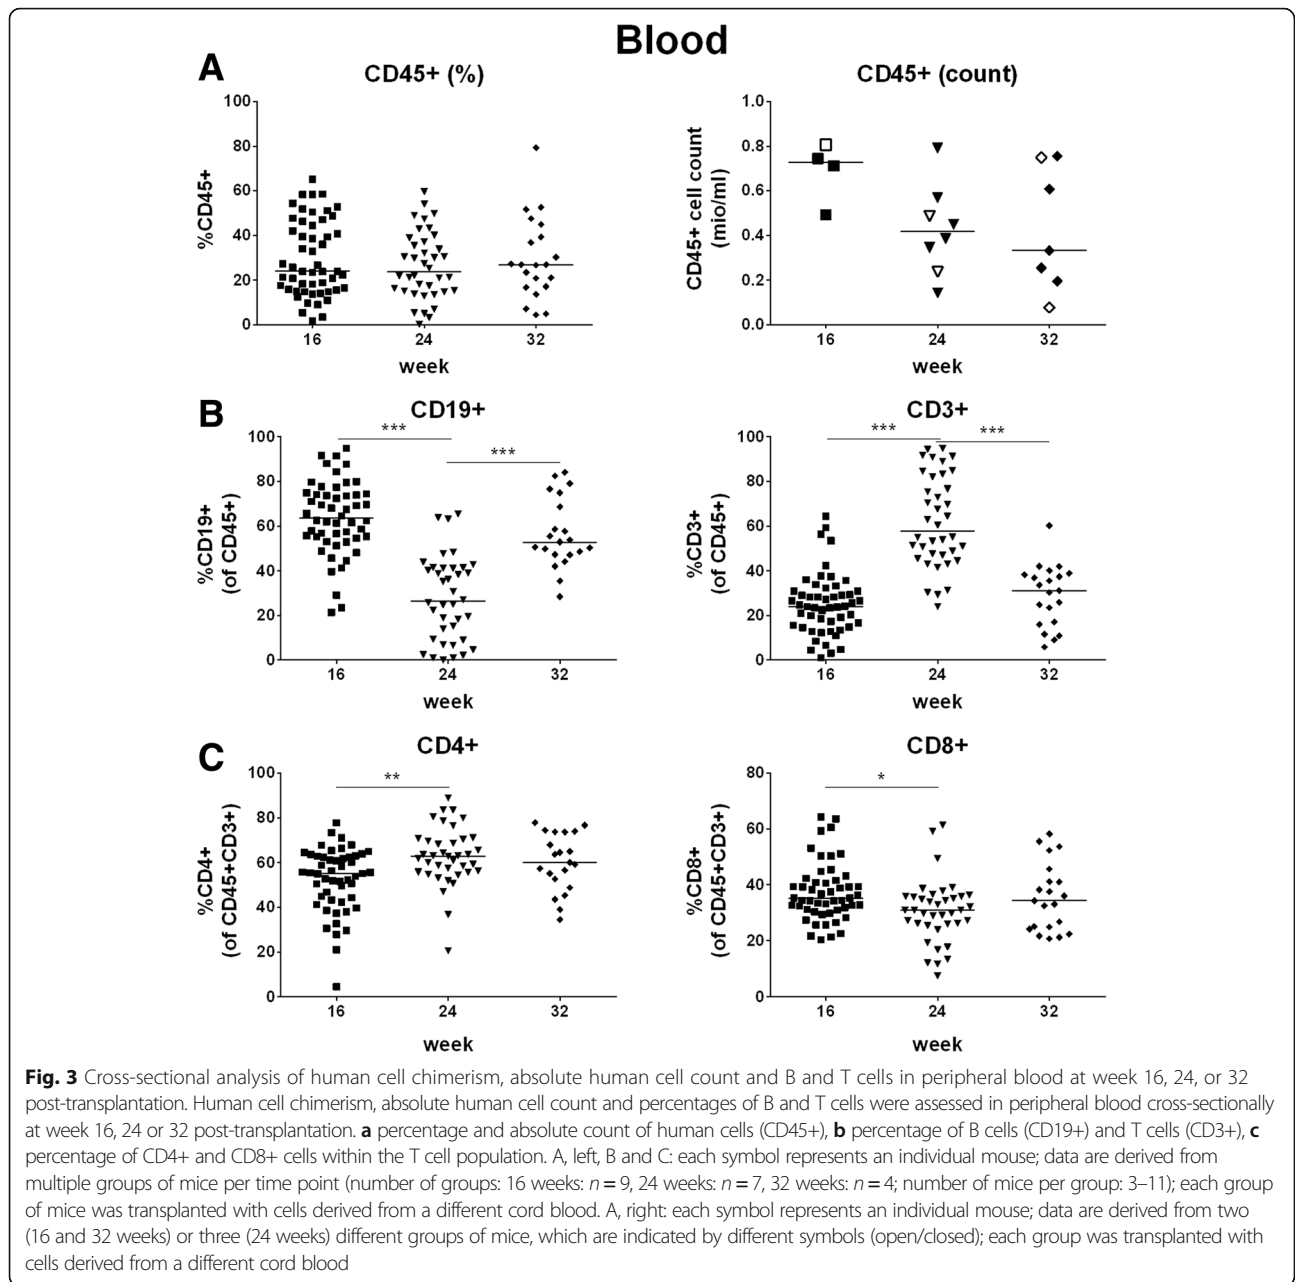 Blood
A
CD45+ (%)
CD45+ (count)
%CD45+
100
80
60
40
20
0
16
24
32
week
CD45+ cell count
(mio/ml)
1.0
0.8
0.6
0.4
0.2
0.0
16
24
32
week
B
CD19+
CD3+
%CD19+
(of CD45+)
100
80
60
40
20
0
***
***
16
24
32
week
%CD3+
(of CD45+)
100
80
60
40
20
0
***
***
16
24
32
week
C
CD4+
CD8+
%CD4+
(of CD45+CD3+)
100
80
60
40
20
0
**
16
24
32
week
%CD8+
(of CD45+CD3+)
80
60
40
20
0
*
16
24
32
week
Fig. 3 Cross-sectional analysis of human cell chimerism, absolute human cell count and B and T cells in peripheral blood at week 16, 24, or 32
post-transplantation. Human cell chimerism, absolute human cell count and percentages of B and T cells were assessed in peripheral blood cross-sectionally
at week 16, 24 or 32 post-transplantation. a percentage and absolute count of human cells (CD45+), b percentage of B cells (CD19+) and T cells (CD3+), c
percentage of CD4+ and CD8+ cells within the T cell population. A, left, B and C: each symbol represents an individual mouse; data are derived from
multiple groups of mice per time point (number of groups: 16 weeks: n = 9, 24 weeks: n = 7, 32 weeks: n = 4; number of mice per group: 3–11); each group
of mice was transplanted with cells derived from a different cord blood. A, right: each symbol represents an individual mouse; data are derived from two
(16 and 32 weeks) or three (24 weeks) different groups of mice, which are indicated by different symbols (open/closed); each group was transplanted with
cells derived from a different cord blood